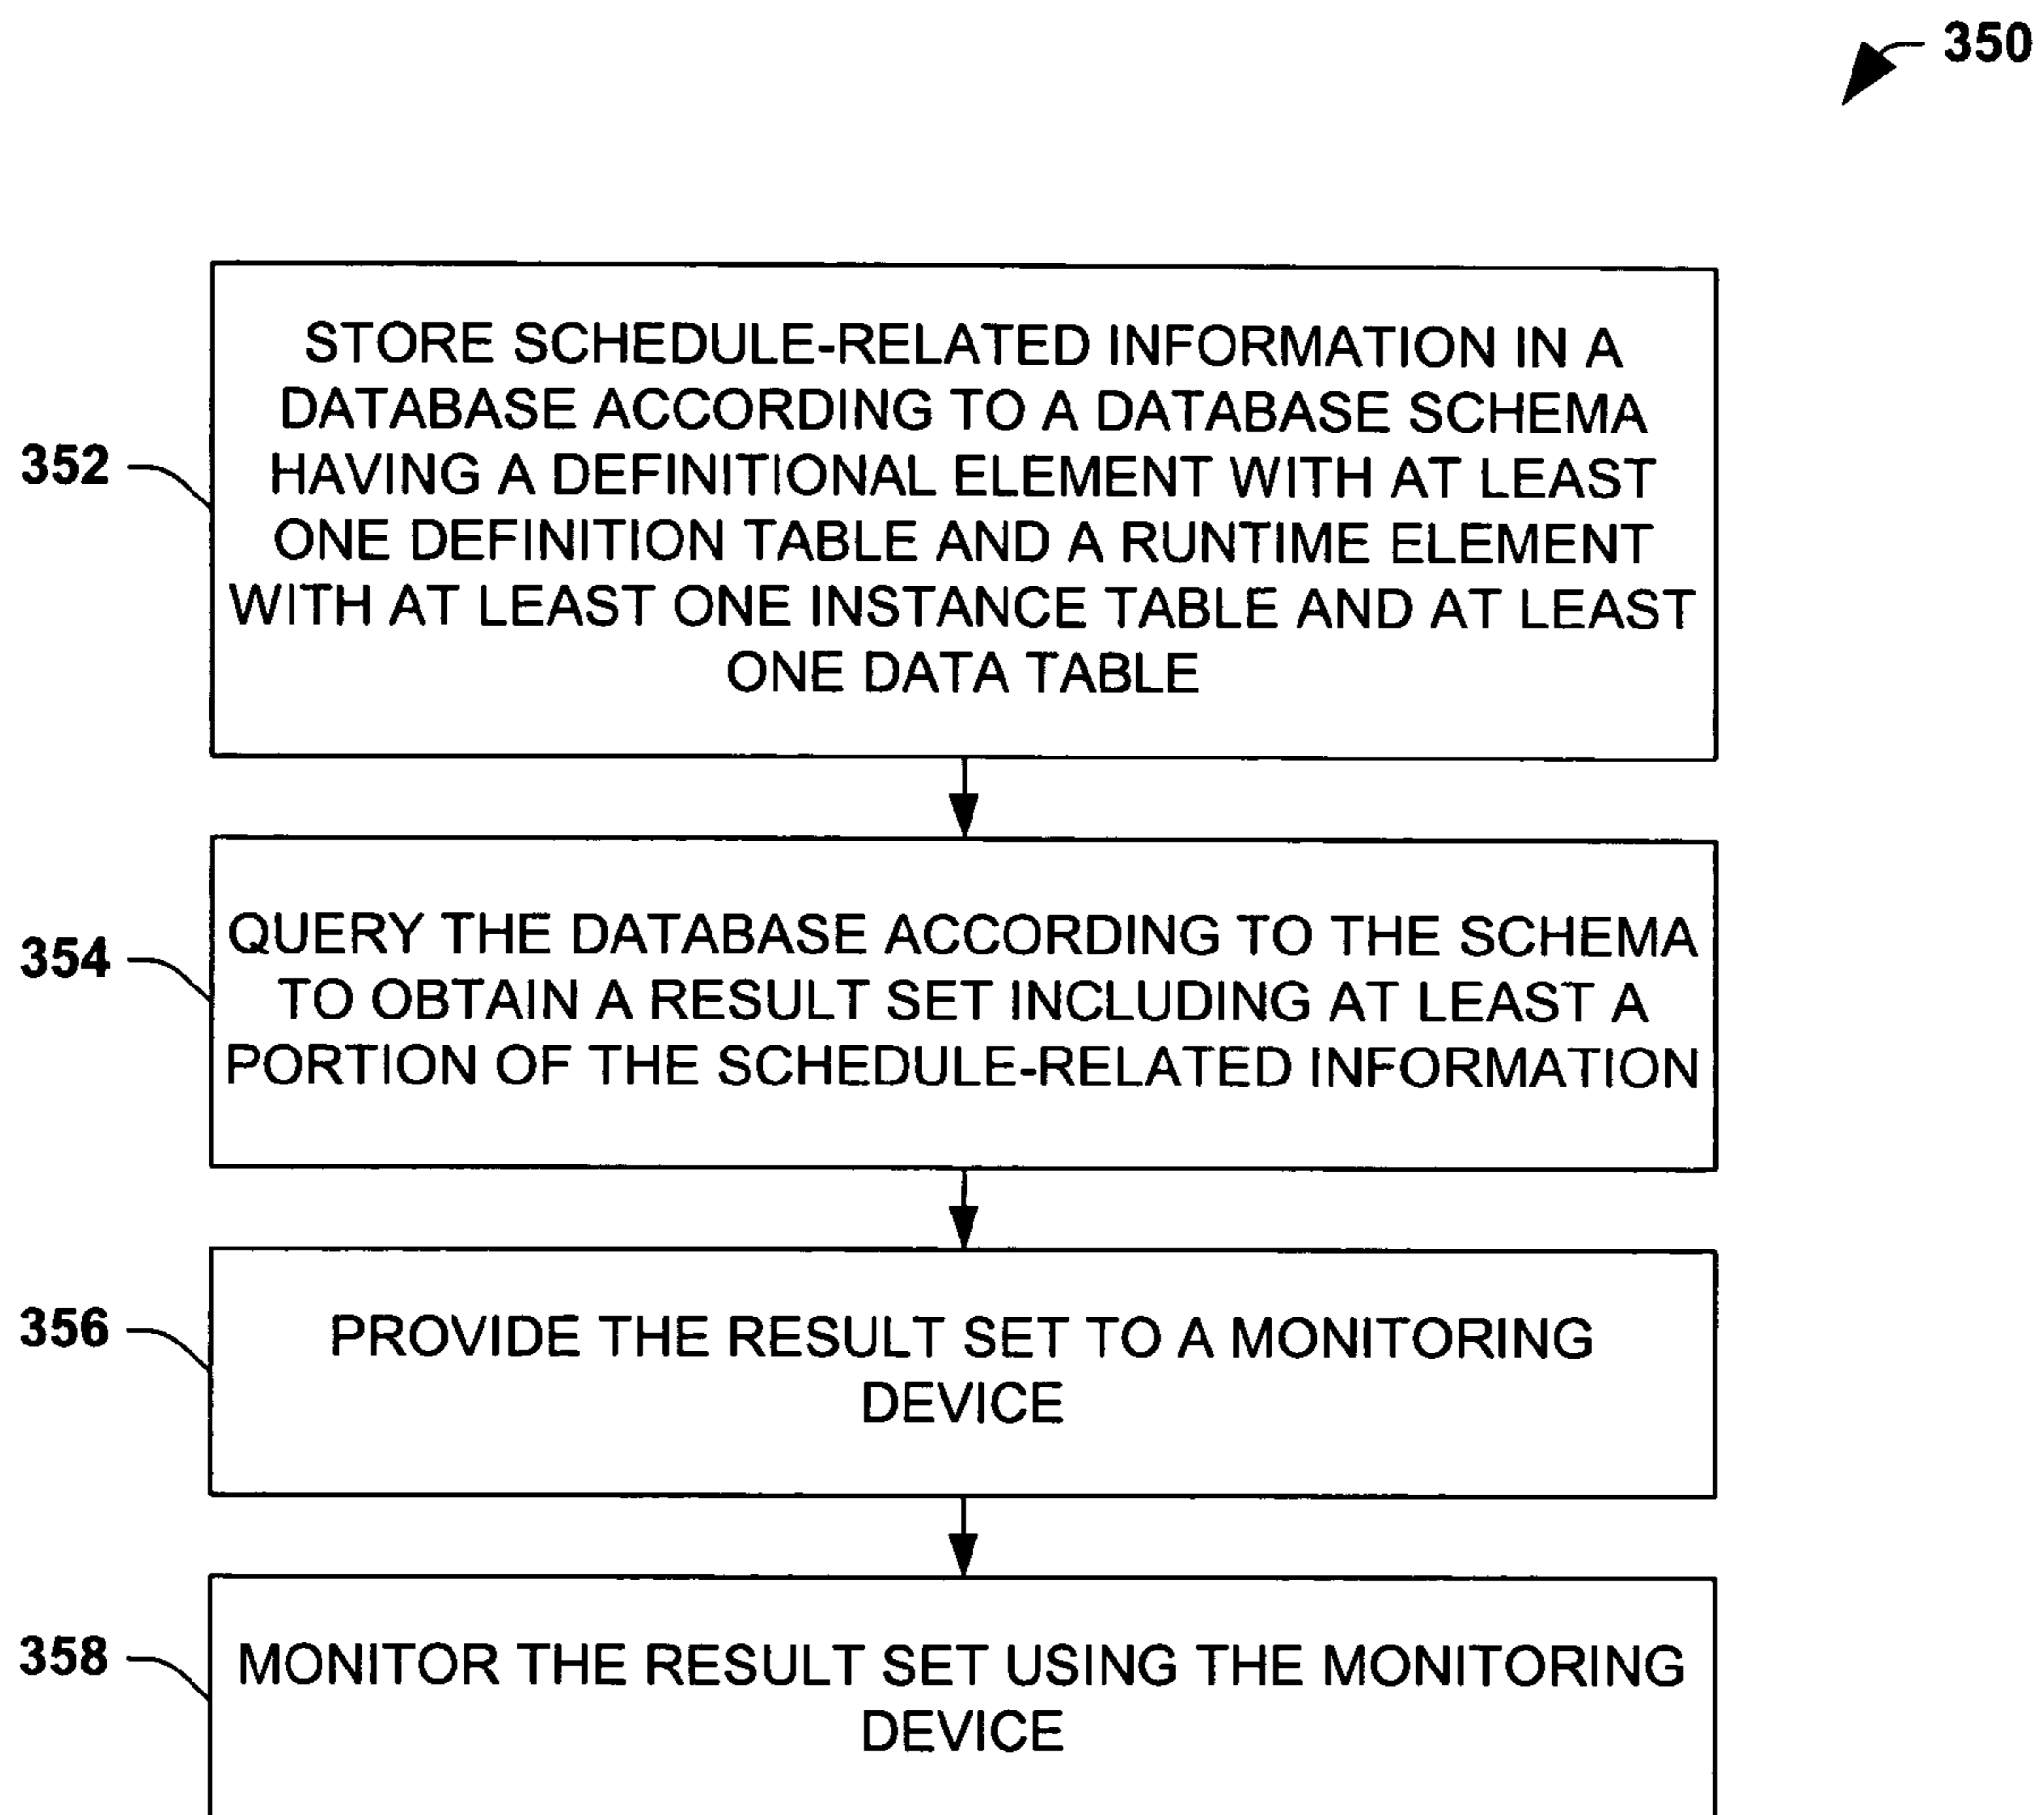 350
STORE SCHEDULE-RELATED INFORMATION IN A
DATABASE ACCORDING TO A DATABASE SCHEMA
HAVING A DEFINITIONAL ELEMENT WITH AT LEAST
352
ONE DEFINITION TABLE AND A RUNTIME ELEMENT
WITH AT LEAST ONE INSTANCE TABLE AND AT LEAST
ONE DATA TABLE
QUERY THE DATABASE ACCORDING TO THE SCHEMA
354
TO OBTAIN A RESULT SET INCLUDING AT LEAST A
PORTION OF THE SCHEDULE-RELATED INFORMATION
356
PROVIDE THE RESULT SET TO A MONITORING
DEVICE
358
MONITOR THE RESULT SET USING THE MONITORING
DEVICE